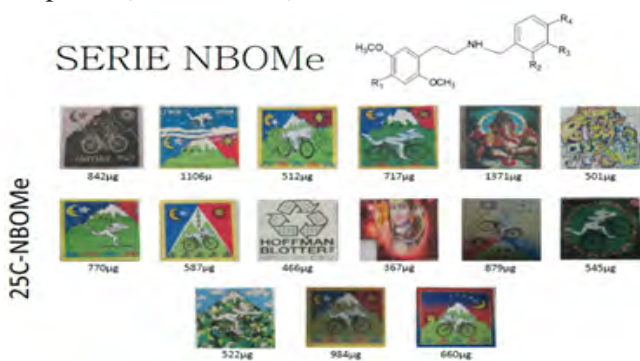 SERIE NBOMe
R₄
NH
R₃
R₂
R₁
OCH₃
842µg
1106µ
512µg
717µg
1371µg
501µg
25C-NBOMe
HOFFMAN
BLOTTER
770µg
587µg
466µg
367µg
879µg
545µg
522µg
984µg
660µg